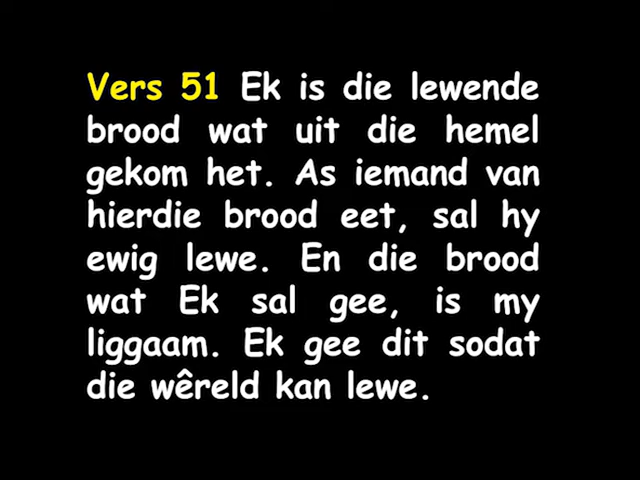 Vers 51 Ek is die lewende
brood wat uit die hemel
gekom het. As iemand van
hierdie brood eet, sal hy
ewig lewe. En die brood
wat Ek sal gee, is my
liggaam. Ek gee dit sodat
die wêreld kan lewe.